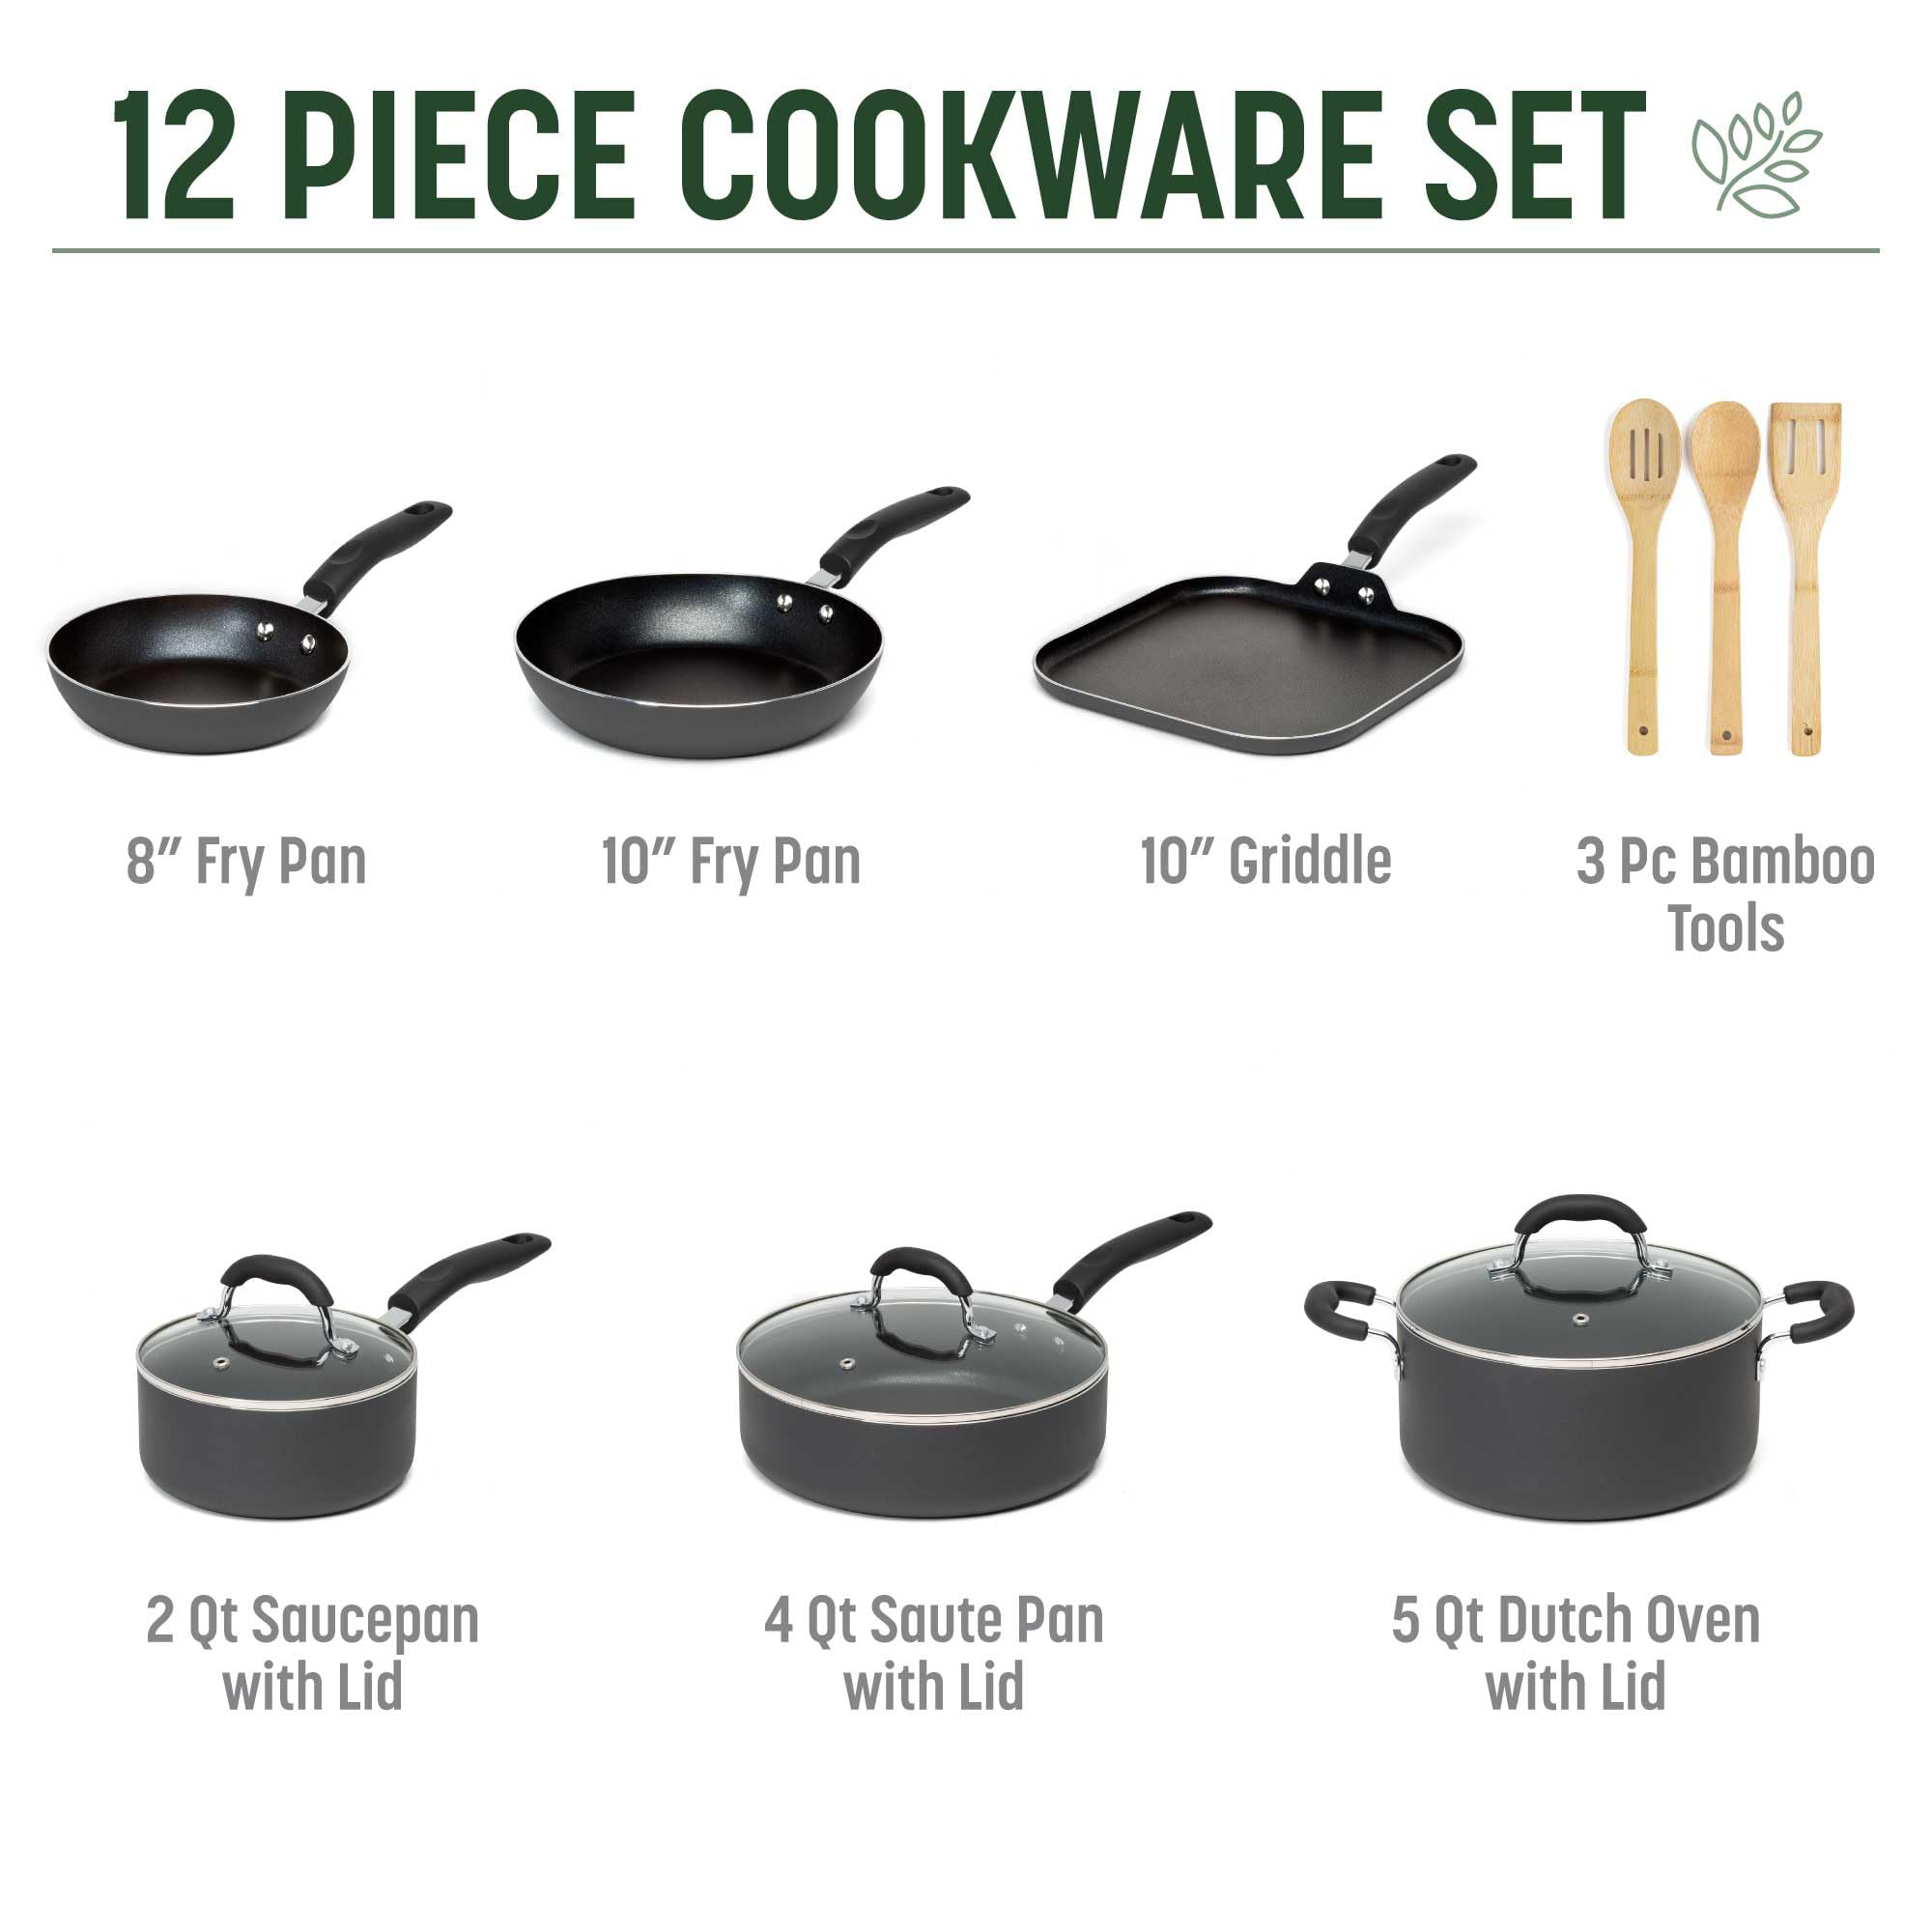 12 PIECE COOKWARE SET
8″ Fry Pan
10″ Fry Pan
10″ Griddle
3 Pc Bamboo
Tools
2 Qt Saucepan
with Lid
4 Qt Saute Pan
with Lid
5 Qt Dutch Oven
with Lid